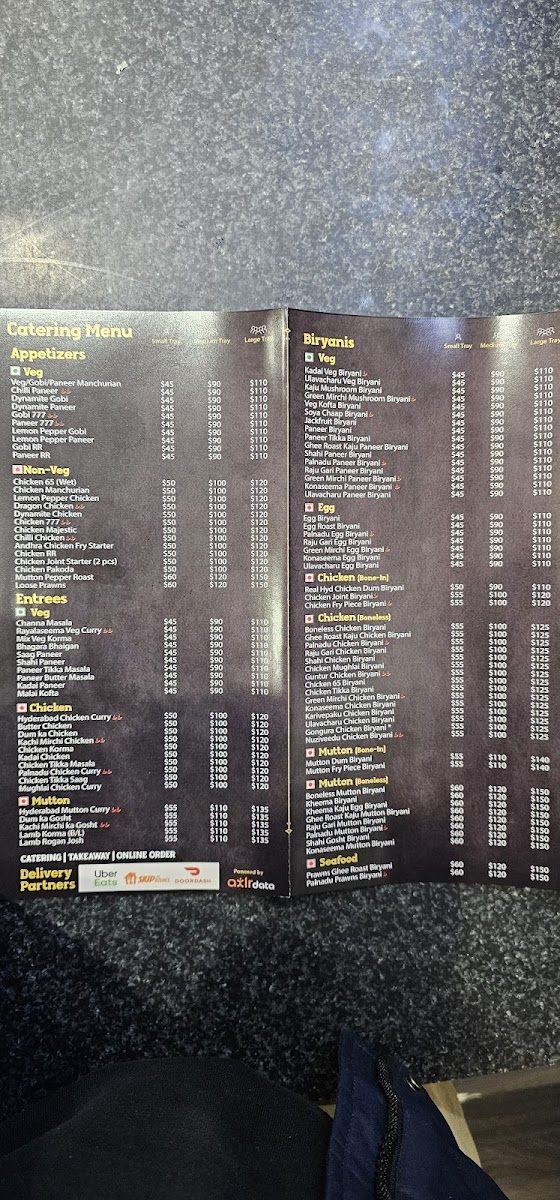 Catering Menu
Small Tray Medium Tray Large Tray
Appetizers
Veg
Veg/Gobi/Paneer Manchurian $45 $90 $110
Chilli Paneer $45 $90 $110
Dynamite Gobi $45 $90 $110
Dynamite Paneer $45 $90 $110
Gobi 777 $45 $90 $110
Paneer 777 $45 $90 $110
Lemon Pepper Gobi $45 $90 $110
Lemon Pepper Paneer $45 $90 $110
Gobi RR $45 $90 $110
Paneer RR $45 $90 $110
Non-Veg
Chicken 65 (Wet) $50 $100 $120
Chicken Manchurian $50 $100 $120
Lemon Pepper Chicken $50 $100 $120
Dragon Chicken $50 $100 $120
Dynamite Chicken $50 $100 $120
Chicken 777 $50 $100 $120
Chicken Majestic $50 $100 $120
Chilli Chicken $50 $100 $120
Andhra Chicken Fry Starter $50 $100 $120
Chicken RR $50 $100 $120
Chicken Joint Starter (2 pcs) $50 $100 $120
Chicken Pakoda $50 $100 $120
Mutton Pepper Roast $60 $120 $150
Loose Prawns $60 $120 $150
Entrees
Veg
Channa Masala $45 $90 $110
Rayalaseema Veg Curry $45 $90 $110
Mix Veg Korma $45 $90 $110
Bhagara Bhaigan $45 $90 $110
Saag Paneer $45 $90 $110
Shahi Paneer $45 $90 $110
Paneer Tikka Masala $45 $90 $110
Paneer Butter Masala $45 $90 $110
Kadai Paneer $45 $90 $110
Malai Kofta $45 $90 $110
Chicken
Hyderabad Chicken Curry $50 $100 $120
Butter Chicken $50 $100 $120
Dum ka Chicken $50 $100 $120
Kachi Mirchi Chicken $50 $100 $120
Chicken Korma $50 $100 $120
Kadai Chicken $50 $100 $120
Chicken Tikka Masala $50 $100 $120
Palnadu Chicken Curry $50 $100 $120
Chicken Tikka Saag $50 $100 $120
Mughlai Chicken Curry $50 $100 $120
Mutton
Hyderabad Mutton Curry $55 $110 $135
Dum ka Gosht $55 $110 $135
Kachi Mirchi ka Gosht $55 $110 $135
Lamb Korma (B/L) $55 $110 $135
Lamb Rogan Josh $55 $110 $135
CATERING | TAKEAWAY | ONLINE ORDER
Delivery Partners
Uber Eats
SKIP
DOORDASH
Powered by
axirdata
Biryanis
Small Tray Medium Tray Large Tray
Veg
Kadai Veg Biryani $45 $90 $110
Ulavacharu Veg Biryani $45 $90 $110
Kaju Mushroom Biryani $45 $90 $110
Green Mirchi Mushroom Biryani $45 $90 $110
Veg Kofta Biryani $45 $90 $110
Soya Chaap Biryani $45 $90 $110
Jackfruit Biryani $45 $90 $110
Paneer Biryani $45 $90 $110
Paneer Tikka Biryani $45 $90 $110
Ghee Roast Kaju Paneer Biryani $45 $90 $110
Shahi Paneer Biryani $45 $90 $110
Palnadu Paneer Biryani $45 $90 $110
Raju Gari Paneer Biryani $45 $90 $110
Green Mirchi Paneer Biryani $45 $90 $110
Konaseema Paneer Biryani $45 $90 $110
Ulavacharu Paneer Biryani $45 $90 $110
Egg
Egg Biryani $45 $90 $110
Egg Roast Biryani $45 $90 $110
Palnadu Egg Biryani $45 $90 $110
Raju Gari Egg Biryani $45 $90 $110
Green Mirchi Egg Biryani $45 $90 $110
Konaseema Egg Biryani $45 $90 $110
Ulavacharu Egg Biryani $45 $90 $110
Chicken (Bone-In)
Real Hyd Chicken Dum Biryani $50 $90 $110
Chicken Joint Biryani $55 $100 $120
Chicken Fry Piece Biryani $55 $100 $120
Chicken (Boneless)
Boneless Chicken Biryani $55 $100 $125
Ghee Roast Kaju Chicken Biryani $55 $100 $125
Palnadu Chicken Biryani $55 $100 $125
Raju Gari Chicken Biryani $55 $100 $125
Shahi Chicken Biryani $55 $100 $125
Chicken Mughlai Biryani $55 $100 $125
Guntur Chicken Biryani $55 $100 $125
Chicken 65 Biryani $55 $100 $125
Chicken Tikka Biryani $55 $100 $125
Green Mirchi Chicken Biryani $55 $100 $125
Konaseema Chicken Biryani $55 $100 $125
Karivepaku Chicken Biryani $55 $100 $125
Ulavacharu Chicken Biryani $55 $100 $125
Gongura Chicken Biryani $55 $100 $125
Nuziveedu Chicken Biryani $55 $100 $125
Mutton (Bone-In)
Mutton Dum Biryani $55 $110 $140
Mutton Fry Piece Biryani $55 $110 $140
Mutton (Boneless)
Boneless Mutton Biryani $60 $120 $150
Kheema Biryani $60 $120 $150
Kheema Kaju Egg Biryani $60 $120 $150
Ghee Roast Kaju Mutton Biryani $60 $120 $150
Raju Gari Mutton Biryani $60 $120 $150
Palnadu Mutton Biryani $60 $120 $150
Shahi Gosht Biryani $60 $120 $150
Konaseema Mutton Biryani $60 $120 $150
Seafood
Prawns Ghee Roast Biryani $60 $120 $150
Palnadu Prawns Biryani $60 $120 $150